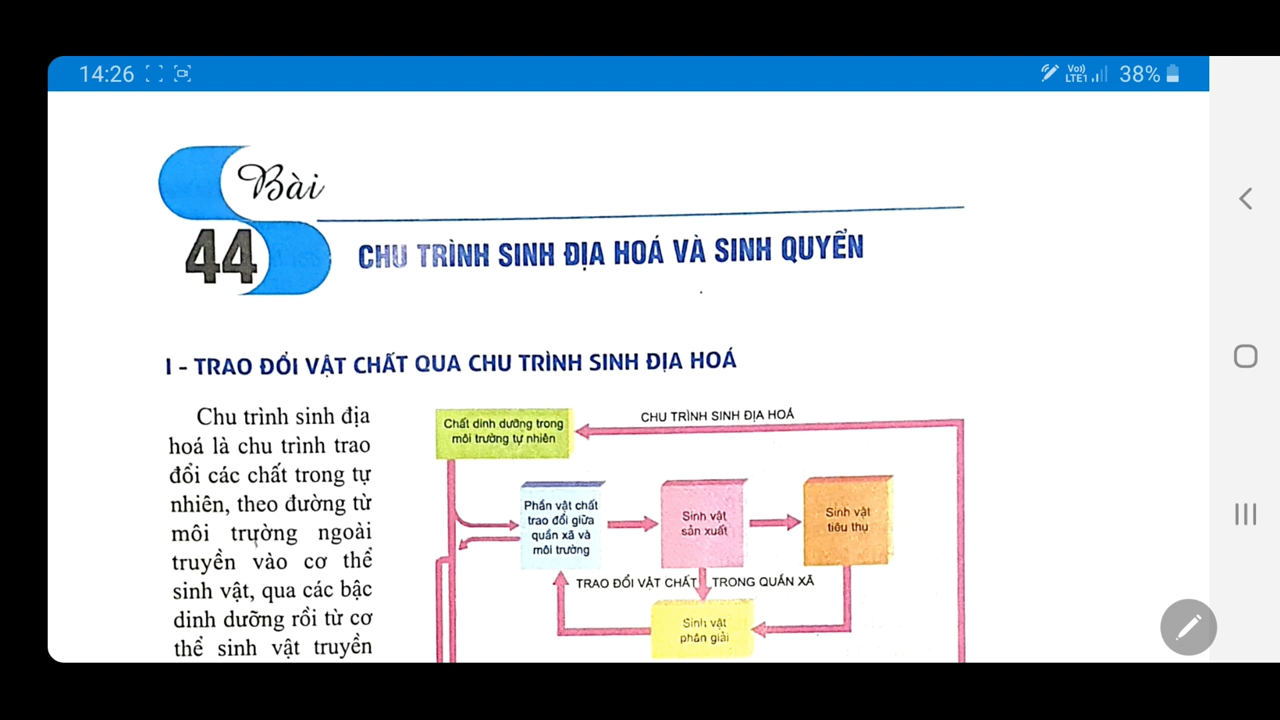 14:26
Vo))
LTE1
38%
Bài
44
CHU TRÌNH SINH ĐỊA HOÁ VÀ SINH QUYỂN
I - TRAO ĐỔI VẬT CHẤT QUA CHU TRÌNH SINH ĐỊA HOÁ
Chu trình sinh địa
hoá là chu trình trao
đổi các chất trong tự
nhiên, theo đường từ
môi trường ngoài
truyền vào cơ thể
sinh vật, qua các bậc
dinh dưỡng rồi từ cơ
thể sinh vật truyền
CHU TRÌNH SINH ĐỊA HOÁ
Chất dinh dưỡng trong
môi trường tự nhiên
Phần vật chất
trao đổi giữa
quần xã và
môi trường
Sinh vật
sản xuất
Sinh vật
tiêu thụ
TRAO ĐỔI VẬT CHẤT TRONG QUẦN XÃ
Sinh vật
phân giải